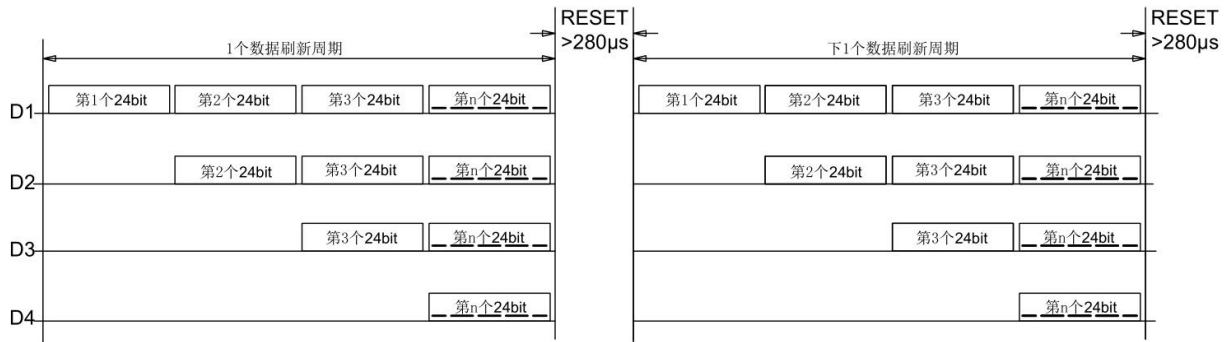 RESET
>280μs
RESET
>280μs
1个数据刷新周期
下1个数据刷新周期
D1 第1个24bit 第2个24bit 第3个24bit 第n个24bit 第1个24bit 第2个24bit 第3个24bit 第n个24bit
D2 第2个24bit 第3个24bit 第n个24bit 第2个24bit 第3个24bit 第n个24bit
D3 第3个24bit 第n个24bit 第3个24bit 第n个24bit
D4 第n个24bit 第n个24bit